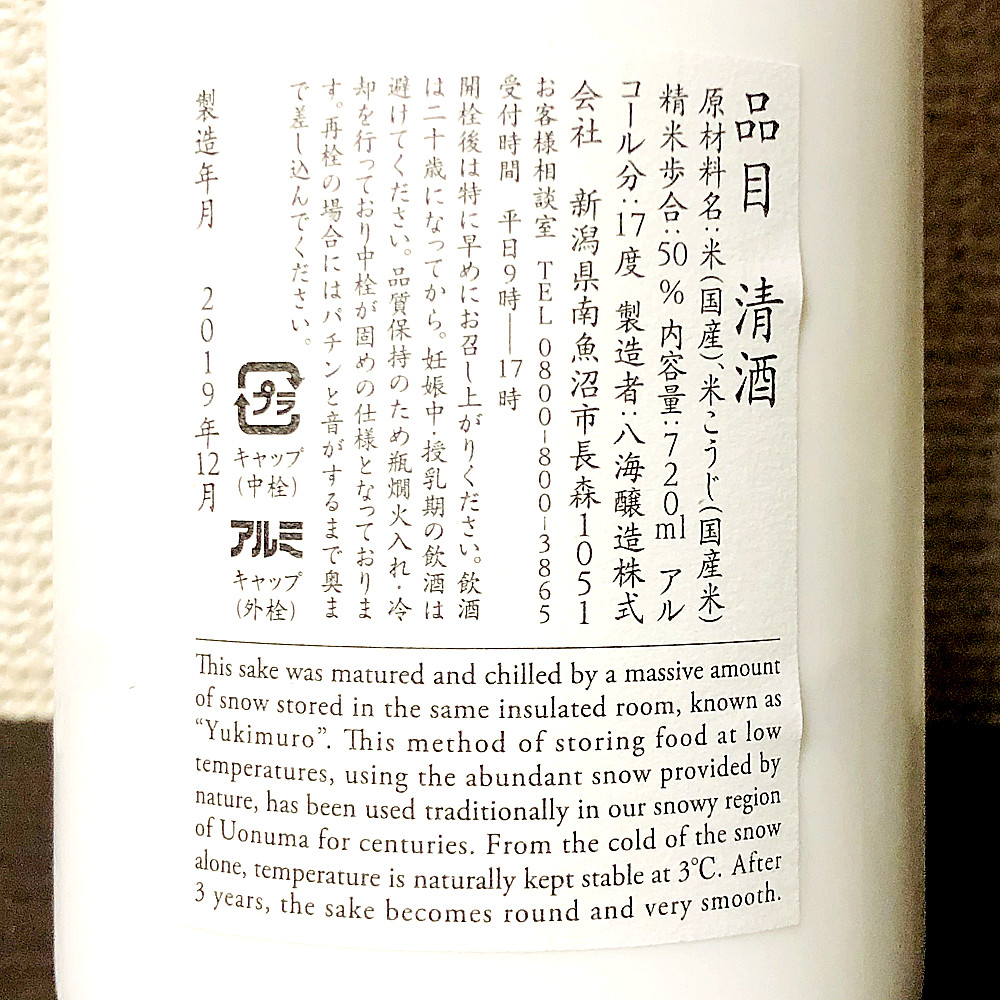 品目　清酒
原材料名:米(国産)、米こうじ(国産米)
精米歩合:50％ 内容量:720ml　アル
コール分:17度　製造者:八海醸造株式
会社　新潟県南魚沼市長森1051
お客様相談室　TEL 0800-800-3865
受付時間　平日9時—17時
開栓後は特に早めにお召し上がりください。飲酒
は二十歳になってから。妊娠中・授乳期の飲酒は
避けてください。品質保持のため瓶燗火入れ・冷
却を行っており中栓が固めの仕様となっておりま
す。再栓の場合にはパチンと音がするまで奥ま
で差し込んでください。
プラ
キャップ
(中栓)
アルミ
キャップ
(外栓)
製造年月　2019年12月
This sake was matured and chilled by a massive amount
of snow stored in the same insulated room, known as
“Yukimuro”. This method of storing food at low
temperatures, using the abundant snow provided by
nature, has been used traditionally in our snowy region
of Uonuma for centuries. From the cold of the snow
alone, temperature is naturally kept stable at 3℃. After
3 years, the sake becomes round and very smooth.